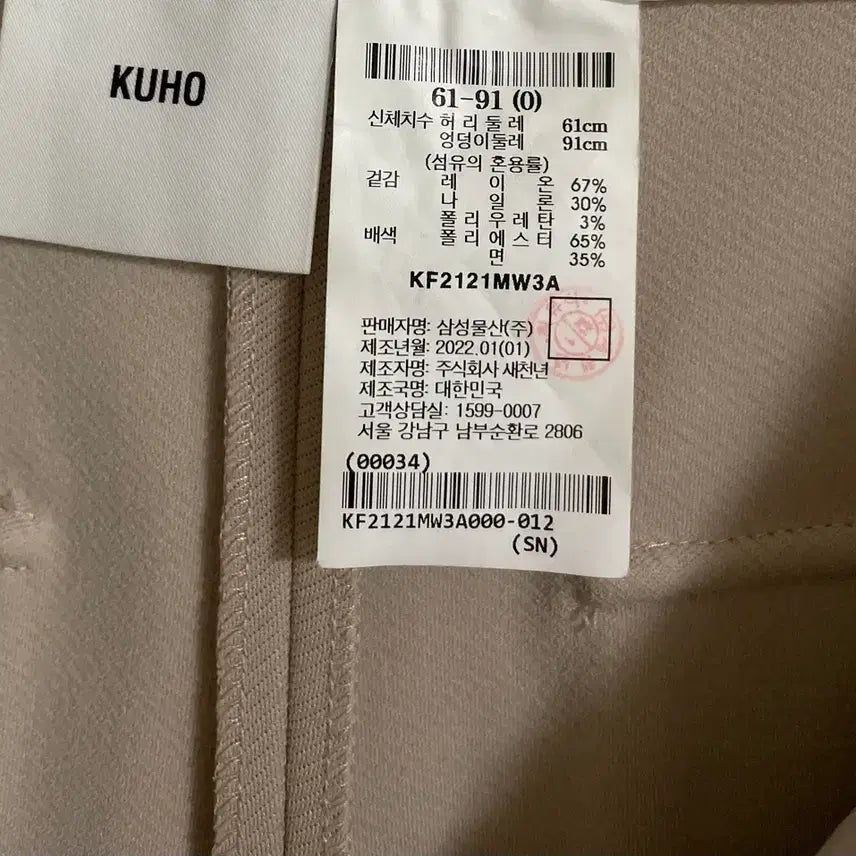 KUHO
61-91 (0)
신체치수 허 리 둘 레 61cm
엉덩이둘레 91cm
(섬유의 혼용률)
겉감 레 이 온 67%
나 일 론 30%
폴 리 우 레 탄 3%
배색 폴 리 에 스 터 65%
면 35%
KF2121MW3A
판매자명: 삼성물산(주)
제조년월: 2022.01(01)
제조자명: 주식회사 새천년
제조국명: 대한민국
고객상담실: 1599-0007
서울 강남구 남부순환로 2806
(00034)
KF2121MW3A000-012
(SN)